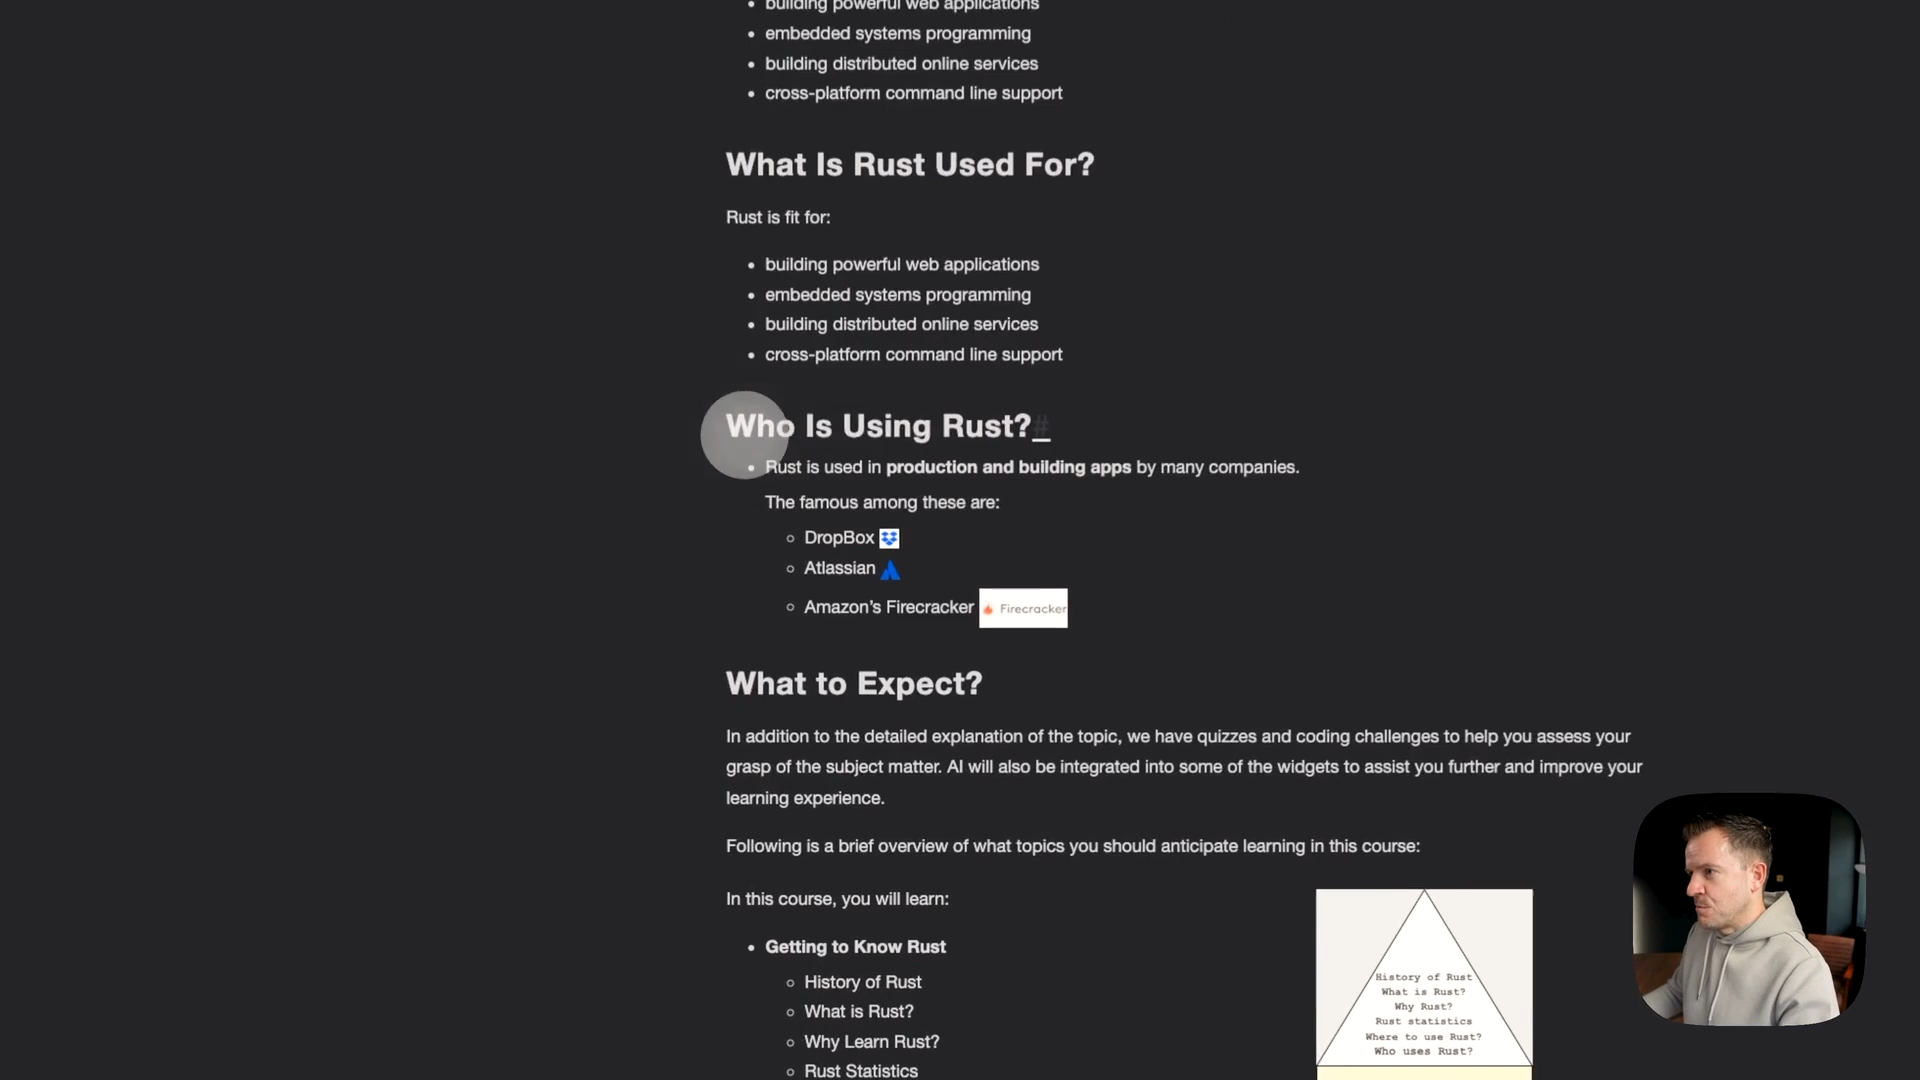 building powerful web applications
embedded systems programming
building distributed online services
cross-platform command line support
What Is Rust Used For?
Rust is fit for:
building powerful web applications
embedded systems programming
building distributed online services
cross-platform command line support
Who Is Using Rust?#
Rust is used in production and building apps by many companies.
The famous among these are:
DropBox
Atlassian
Amazon’s Firecracker Firecracker
What to Expect?
In addition to the detailed explanation of the topic, we have quizzes and coding challenges to help you assess your
grasp of the subject matter. AI will also be integrated into some of the widgets to assist you further and improve your
learning experience.
Following is a brief overview of what topics you should anticipate learning in this course:
In this course, you will learn:
Getting to Know Rust
History of Rust
What is Rust?
Why Learn Rust?
Rust Statistics
History of Rust
What is Rust?
Why Rust?
Rust statistics
Where to use Rust?
Who uses Rust?